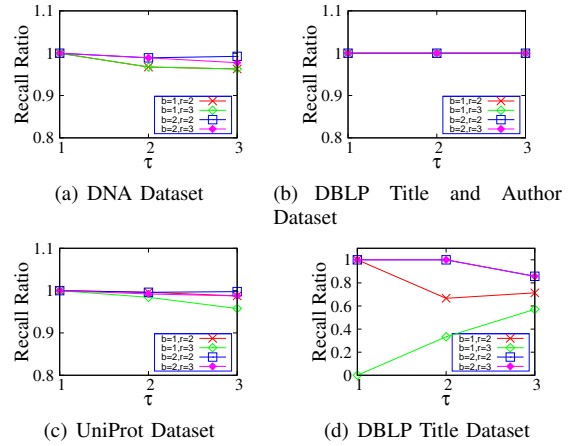 1.1
1
0.9
0.8
Recall Ratio
b=1,r=2
b=1,r=3
b=2,r=2
b=2,r=3
1 2 3
τ
(a) DNA Dataset
1.1
1
0.9
0.8
Recall Ratio
b=1,r=2
b=1,r=3
b=2,r=2
b=2,r=3
1 2 3
τ
(b) DBLP Title and Author
Dataset
1.1
1
0.9
0.8
Recall Ratio
b=1,r=2
b=1,r=3
b=2,r=2
b=2,r=3
1 2 3
τ
(c) UniProt Dataset
1
0.8
0.6
0.4
0.2
0
Recall Ratio
b=1,r=2
b=1,r=3
b=2,r=2
b=2,r=3
1 2 3
τ
(d) DBLP Title Dataset